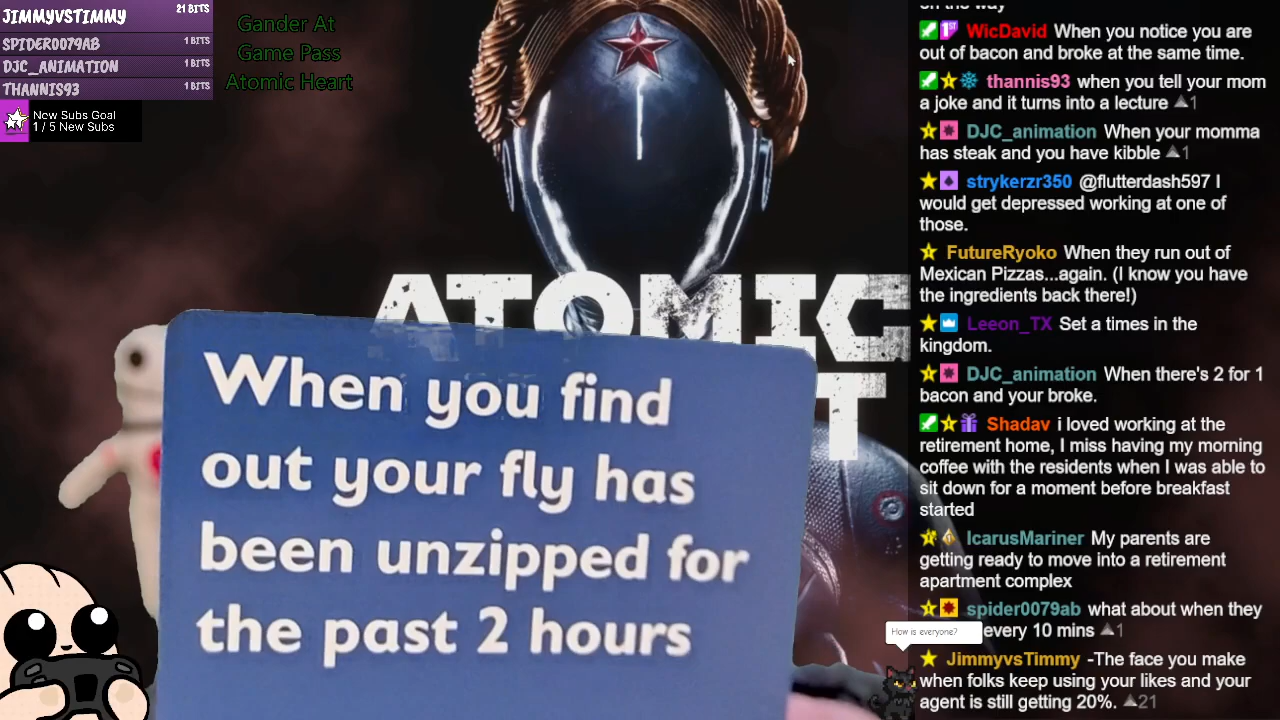 JIMMYVSTIMMY 21 BITS
SPIDER0079AB 1 BITS
DJC_ANIMATION 1 BITS
THANNIS93 1 BITS
New Subs Goal
1 / 5 New Subs
Gander At
Game Pass
Atomic Heart
ATOMIC
When you find
out your fly has
been unzipped for
the past 2 hours
on the way
WicDavid When you notice you are
out of bacon and broke at the same time.
thannis93 when you tell your mom
a joke and it turns into a lecture 1
DJC_animation When your momma
has steak and you have kibble 1
strykerzr350 @flutterdash597 I
would get depressed working at one of
those.
FutureRyoko When they run out of
Mexican Pizzas...again. (I know you have
the ingredients back there!)
Leeon_TX Set a times in the
kingdom.
DJC_animation When there's 2 for 1
bacon and your broke.
Shadav i loved working at the
retirement home, I miss having my morning
coffee with the residents when I was able to
sit down for a moment before breakfast
started
IcarusMariner My parents are
getting ready to move into a retirement
apartment complex
spider0079ab what about when they
every 10 mins 1
How is everyone?
JimmyvsTimmy -The face you make
when folks keep using your likes and your
agent is still getting 20%. 21